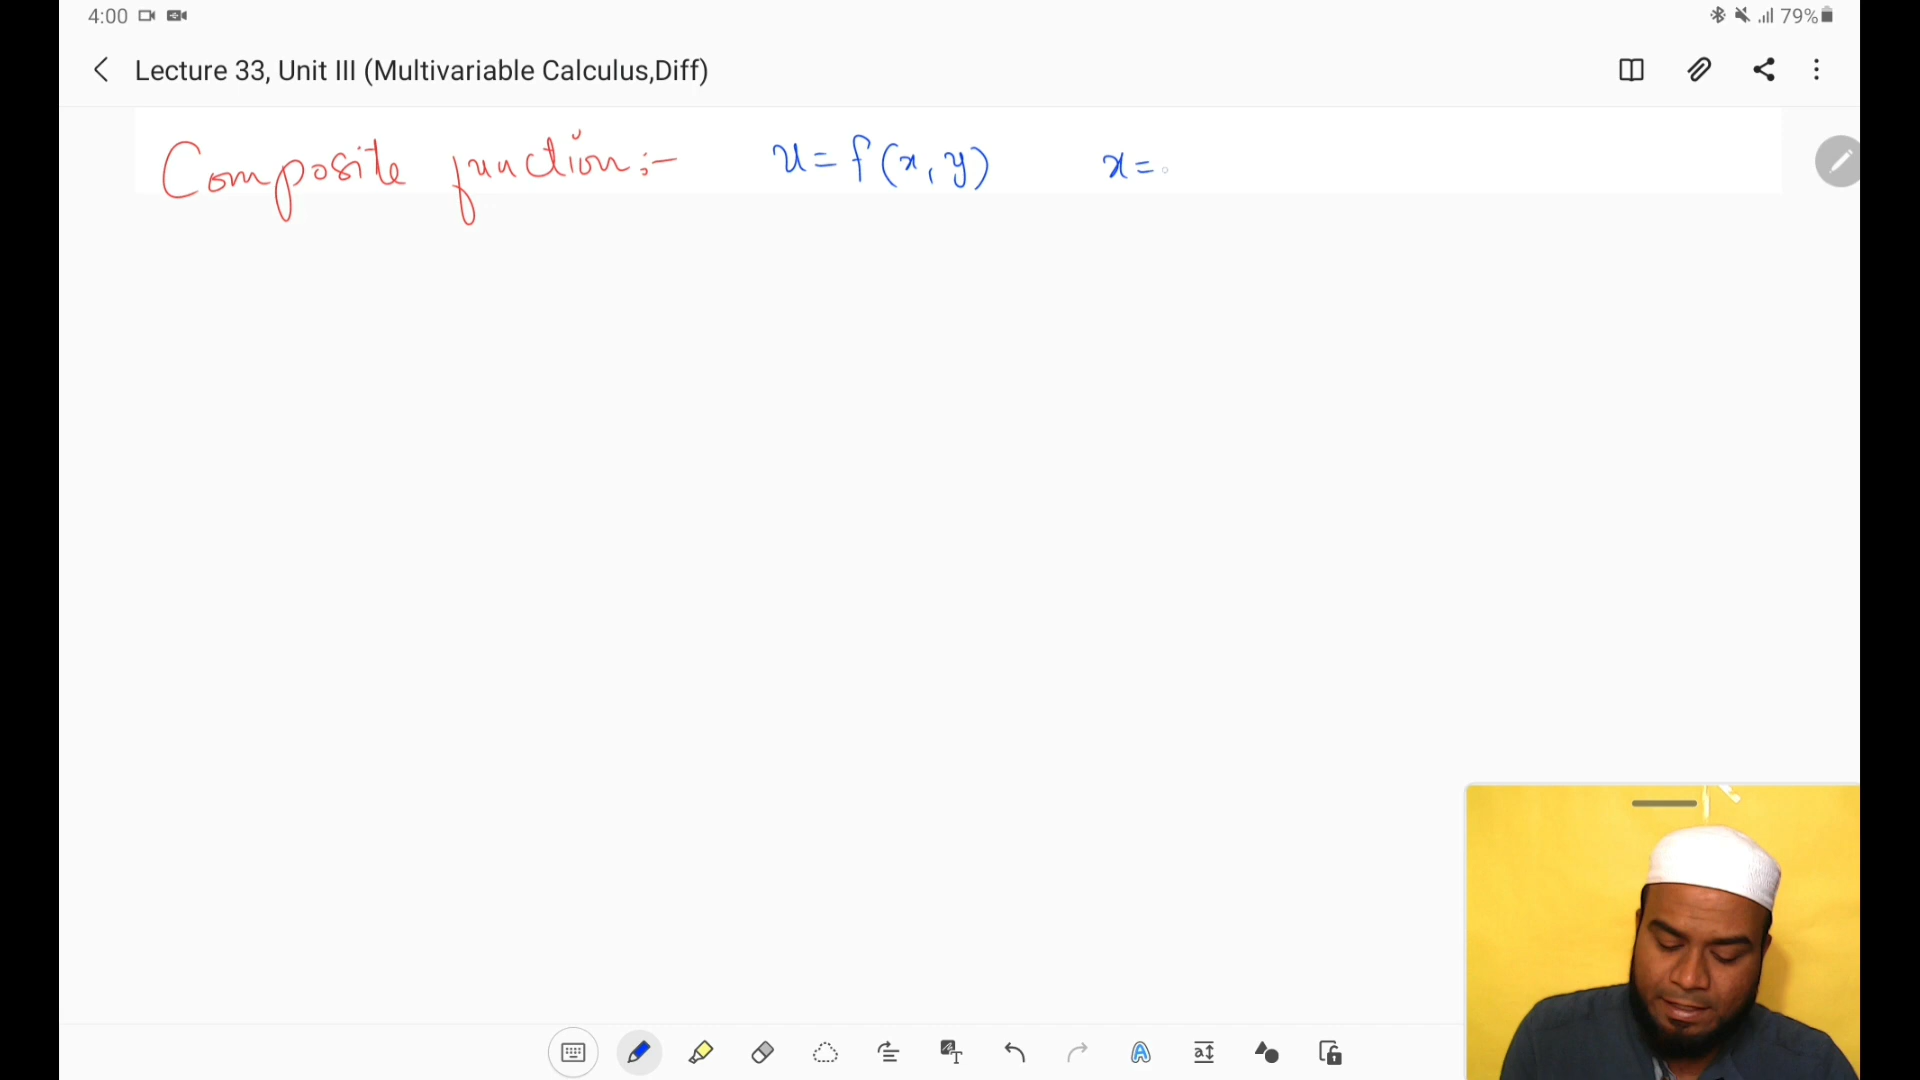 4:00 79%
Lecture 33, Unit III (Multivariable Calculus,Diff)
Composite function:- u = f(x, y) x =